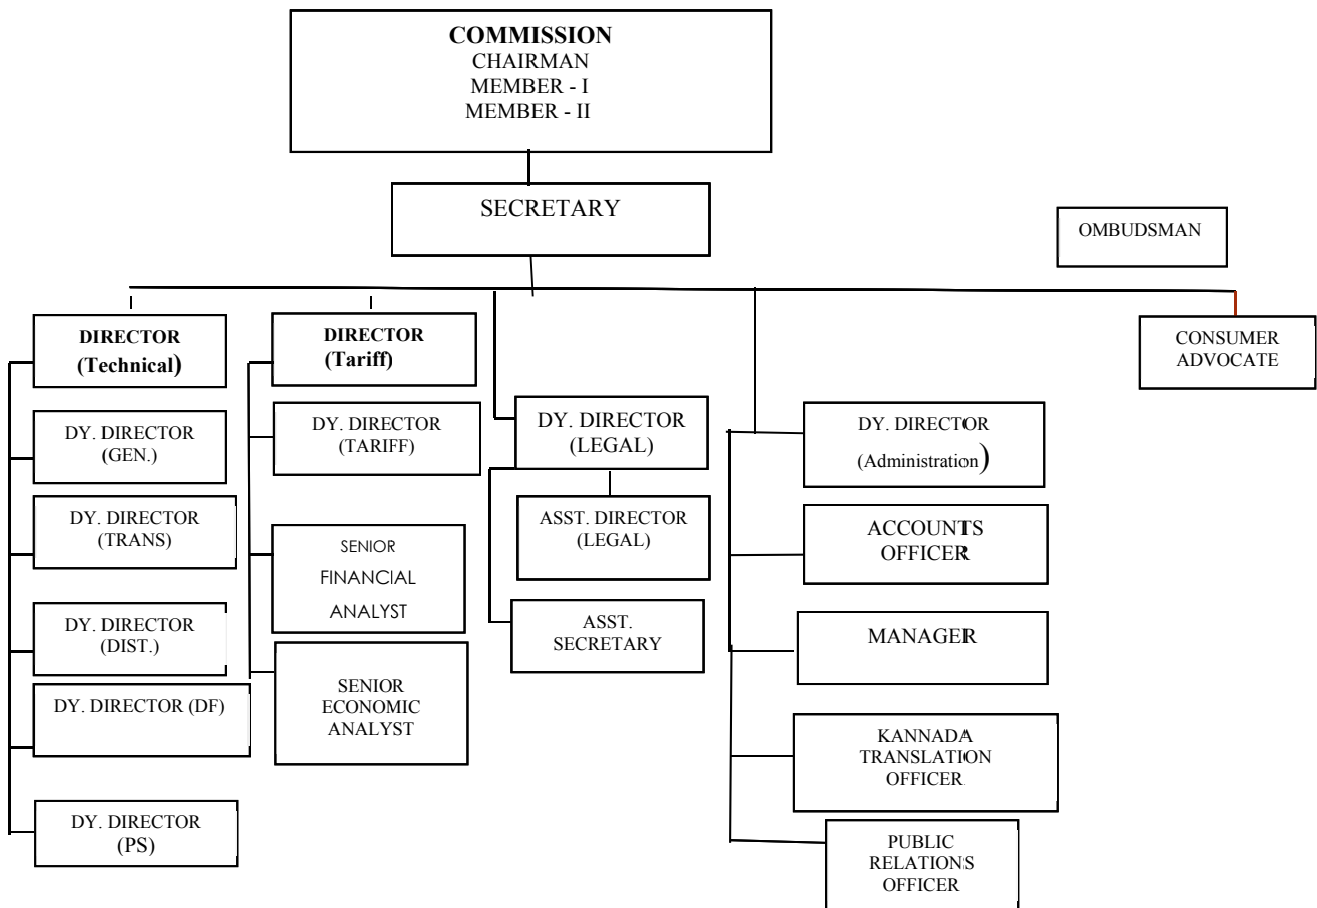 COMMISSION
CHAIRMAN
MEMBER - I
MEMBER - II
SECRETARY
OMBUDSMAN
DIRECTOR
(Technical)
DIRECTOR
(Tariff)
CONSUMER
ADVOCATE
DY. DIRECTOR
(GEN.)
DY. DIRECTOR
(TRANS)
DY. DIRECTOR
(DIST.)
DY. DIRECTOR (DF)
DY. DIRECTOR
(PS)
DY. DIRECTOR
(TARIFF)
SENIOR
FINANCIAL
ANALYST
SENIOR
ECONOMIC
ANALYST
DY. DIRECTOR
(LEGAL)
ASST. DIRECTOR
(LEGAL)
ASST.
SECRETARY
DY. DIRECTOR
(Administration)
ACCOUNTS
OFFICER
MANAGER
KANNADA
TRANSLATION
OFFICER
PUBLIC
RELATIONS
OFFICER